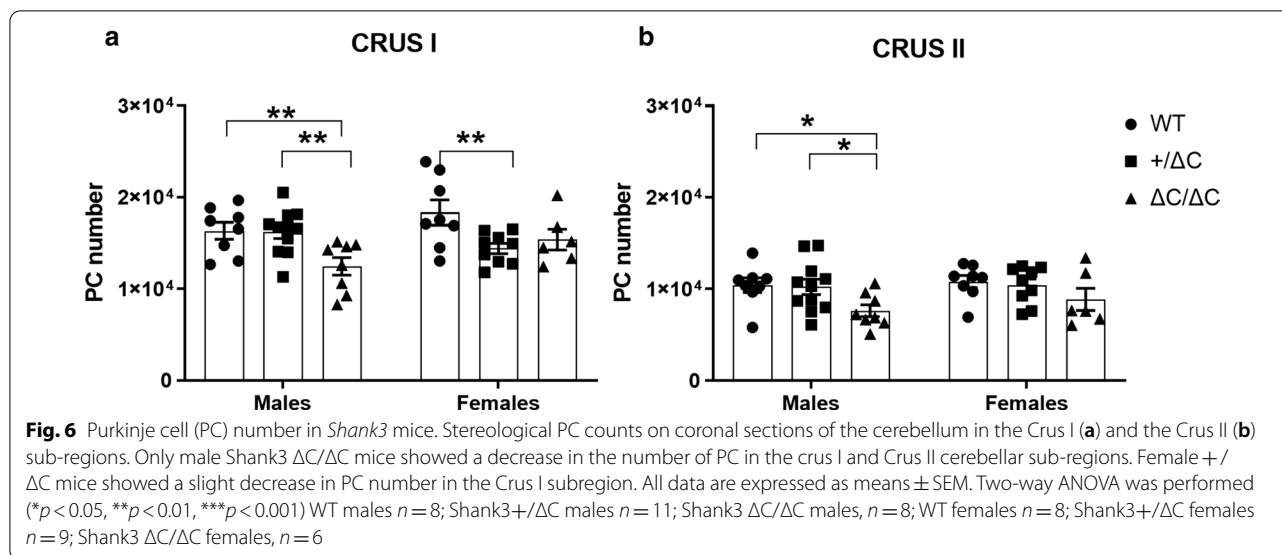 a
CRUS I
b
CRUS II
3×10⁴
2×10⁴
1×10⁴
0
PC number
**
**
**
Males
Females
3×10⁴
2×10⁴
1×10⁴
0
PC number
*
*
Males
Females
WT
+/ΔC
ΔC/ΔC
Fig. 6 Purkinje cell (PC) number in Shank3 mice. Stereological PC counts on coronal sections of the cerebellum in the Crus I (a) and the Crus II (b)
sub-regions. Only male Shank3 ΔC/ΔC mice showed a decrease in the number of PC in the crus I and Crus II cerebellar sub-regions. Female +/
ΔC mice showed a slight decrease in PC number in the Crus I subregion. All data are expressed as means ± SEM. Two-way ANOVA was performed
(*p < 0.05, **p < 0.01, ***p < 0.001) WT males n = 8; Shank3+/ΔC males n = 11; Shank3 ΔC/ΔC males, n = 8; WT females n = 8; Shank3+/ΔC females
n = 9; Shank3 ΔC/ΔC females, n = 6